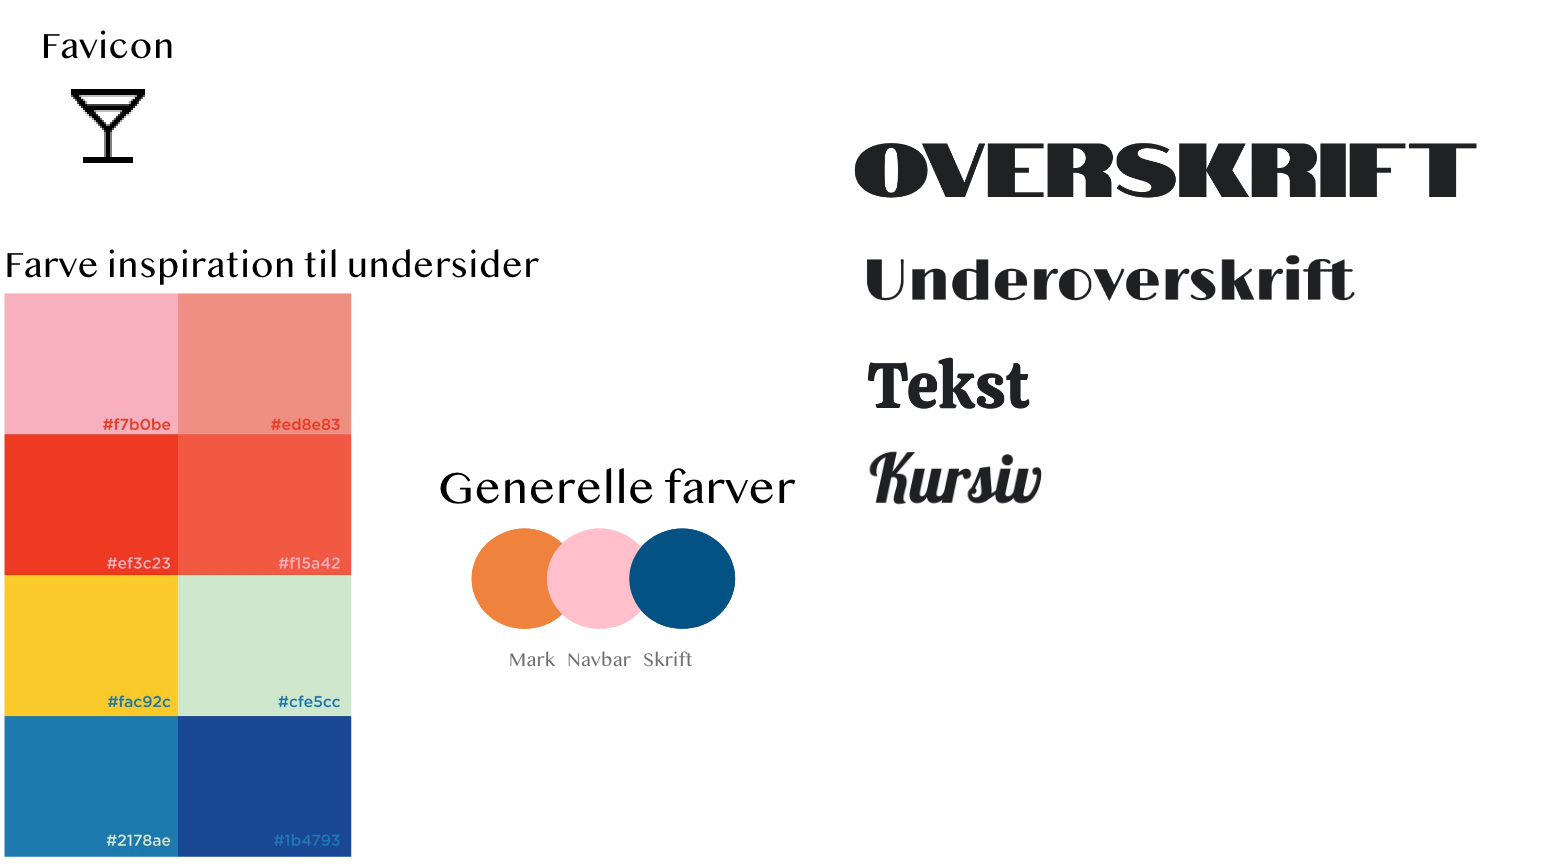 Favicon
Farve inspiration til undersider
#f7b0be
#ed8e83
#ef3c23
#f15a42
#fac92c
#cfe5cc
#2178ae
#1b4793
Generelle farver
Mark Navbar Skrift
OVERSKRIFT
Underoverskrift
Tekst
Kursiv